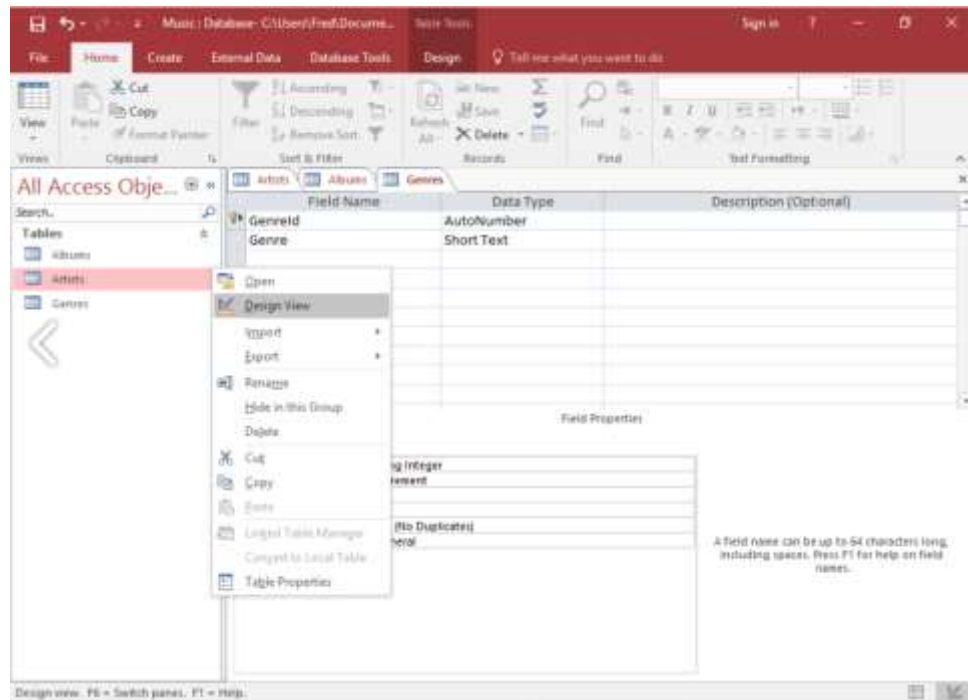 Music : Database- C:\Users\Fred\Docume...
Table Tools
Sign in ? – ×
File Home Create External Data Database Tools Design Tell me what you want to do
View
Views
Paste
Cut
Copy
Format Painter
Clipboard
Filter
Ascending
Descending
Remove Sort
Sort & Filter
Refresh
All
New
Save
Delete
Records
Find
Find
B I U
A
Text Formatting
All Access Obje...
Search..
Tables
Albums
Artists
Genres
Artists Albums Genres
Field Name Data Type Description (Optional)
GenreId AutoNumber
Genre Short Text
Open
Design View
Import
Export
Rename
Hide in this Group
Delete
Cut
Copy
Paste
Linked Table Manager
Convert to Local Table
Table Properties
Field Properties
ng Integer
rement
(No Duplicates)
neral
A field name can be up to 64 characters long,
including spaces. Press F1 for help on field
names.
Design view. F6 = Switch panes. F1 = Help.